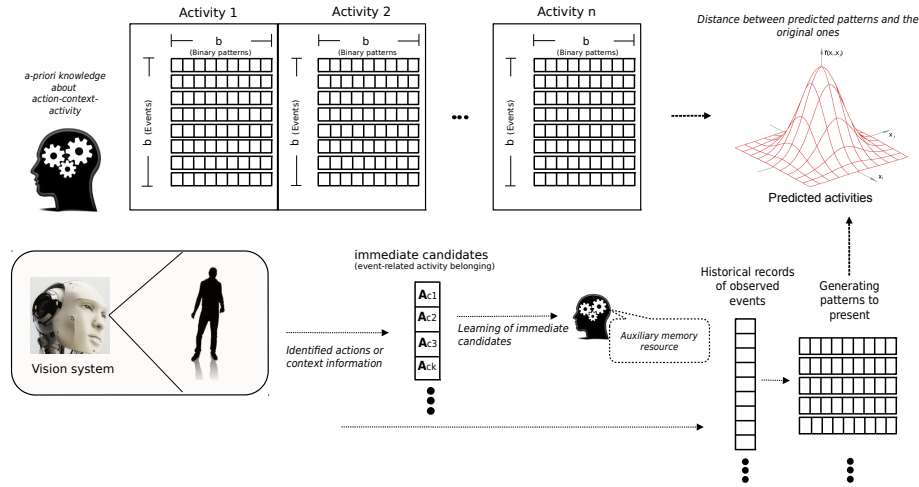 Activity 1
Activity 2
Activity n
b
(Binary patterns)
b (Events)
b
(Binary patterns
b (Events)
b
(Binary patterns)
b (Events)
a-priori knowledge
about
action-context-
activity
Distance between predicted patterns and the
original ones
f(x₁,xⱼ)
x ⱼ
xᵢ
Predicted activities
Vision system
Identified actions or
context information
immediate candidates
(event-related activity belonging)
Ac1
Ac2
Ac3
Ack
Learning of immediate
candidates
Auxiliary memory
resource
Historical records
of observed
events
Generating
patterns to
present